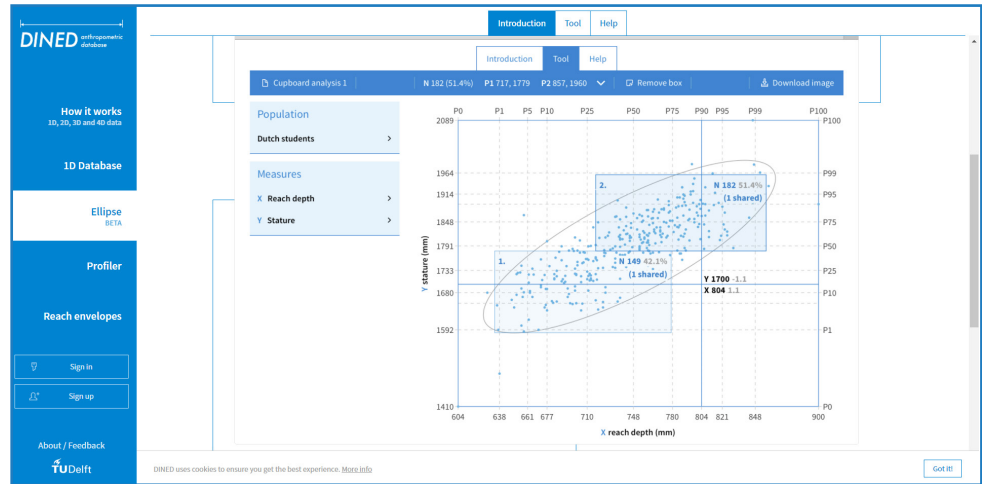 DINED anthropometric database
How it works
1D, 2D, 3D and 4D data
1D Database
Ellipse
BETA
Profiler
Reach envelopes
Sign in
Sign up
About / Feedback
TUDelft
Introduction Tool Help
Introduction Tool Help
Cupboard analysis 1 N 182 (51.4%) P1 717, 1779 P2 857, 1960 Remove box Download image
Population
Dutch students >
Measures
X Reach depth >
Y Stature >
P0 P1 P5 P10 P25 P50 P75 P90 P95 P99 P100
2089 P100
1964 P99
2. N 182 51.4%
1914 P95
(1 shared)
1848 P75
1791 P50
1. N 149 42.1%
(1 shared)
1733 P25
Y 1700 -1.1
X 804 1.1
1680 P10
1592 P1
1410 P0
Y stature (mm)
604 638 661 677 710 748 780 804 821 848 900
X reach depth (mm)
DINED uses cookies to ensure you get the best experience. More info
Got it!